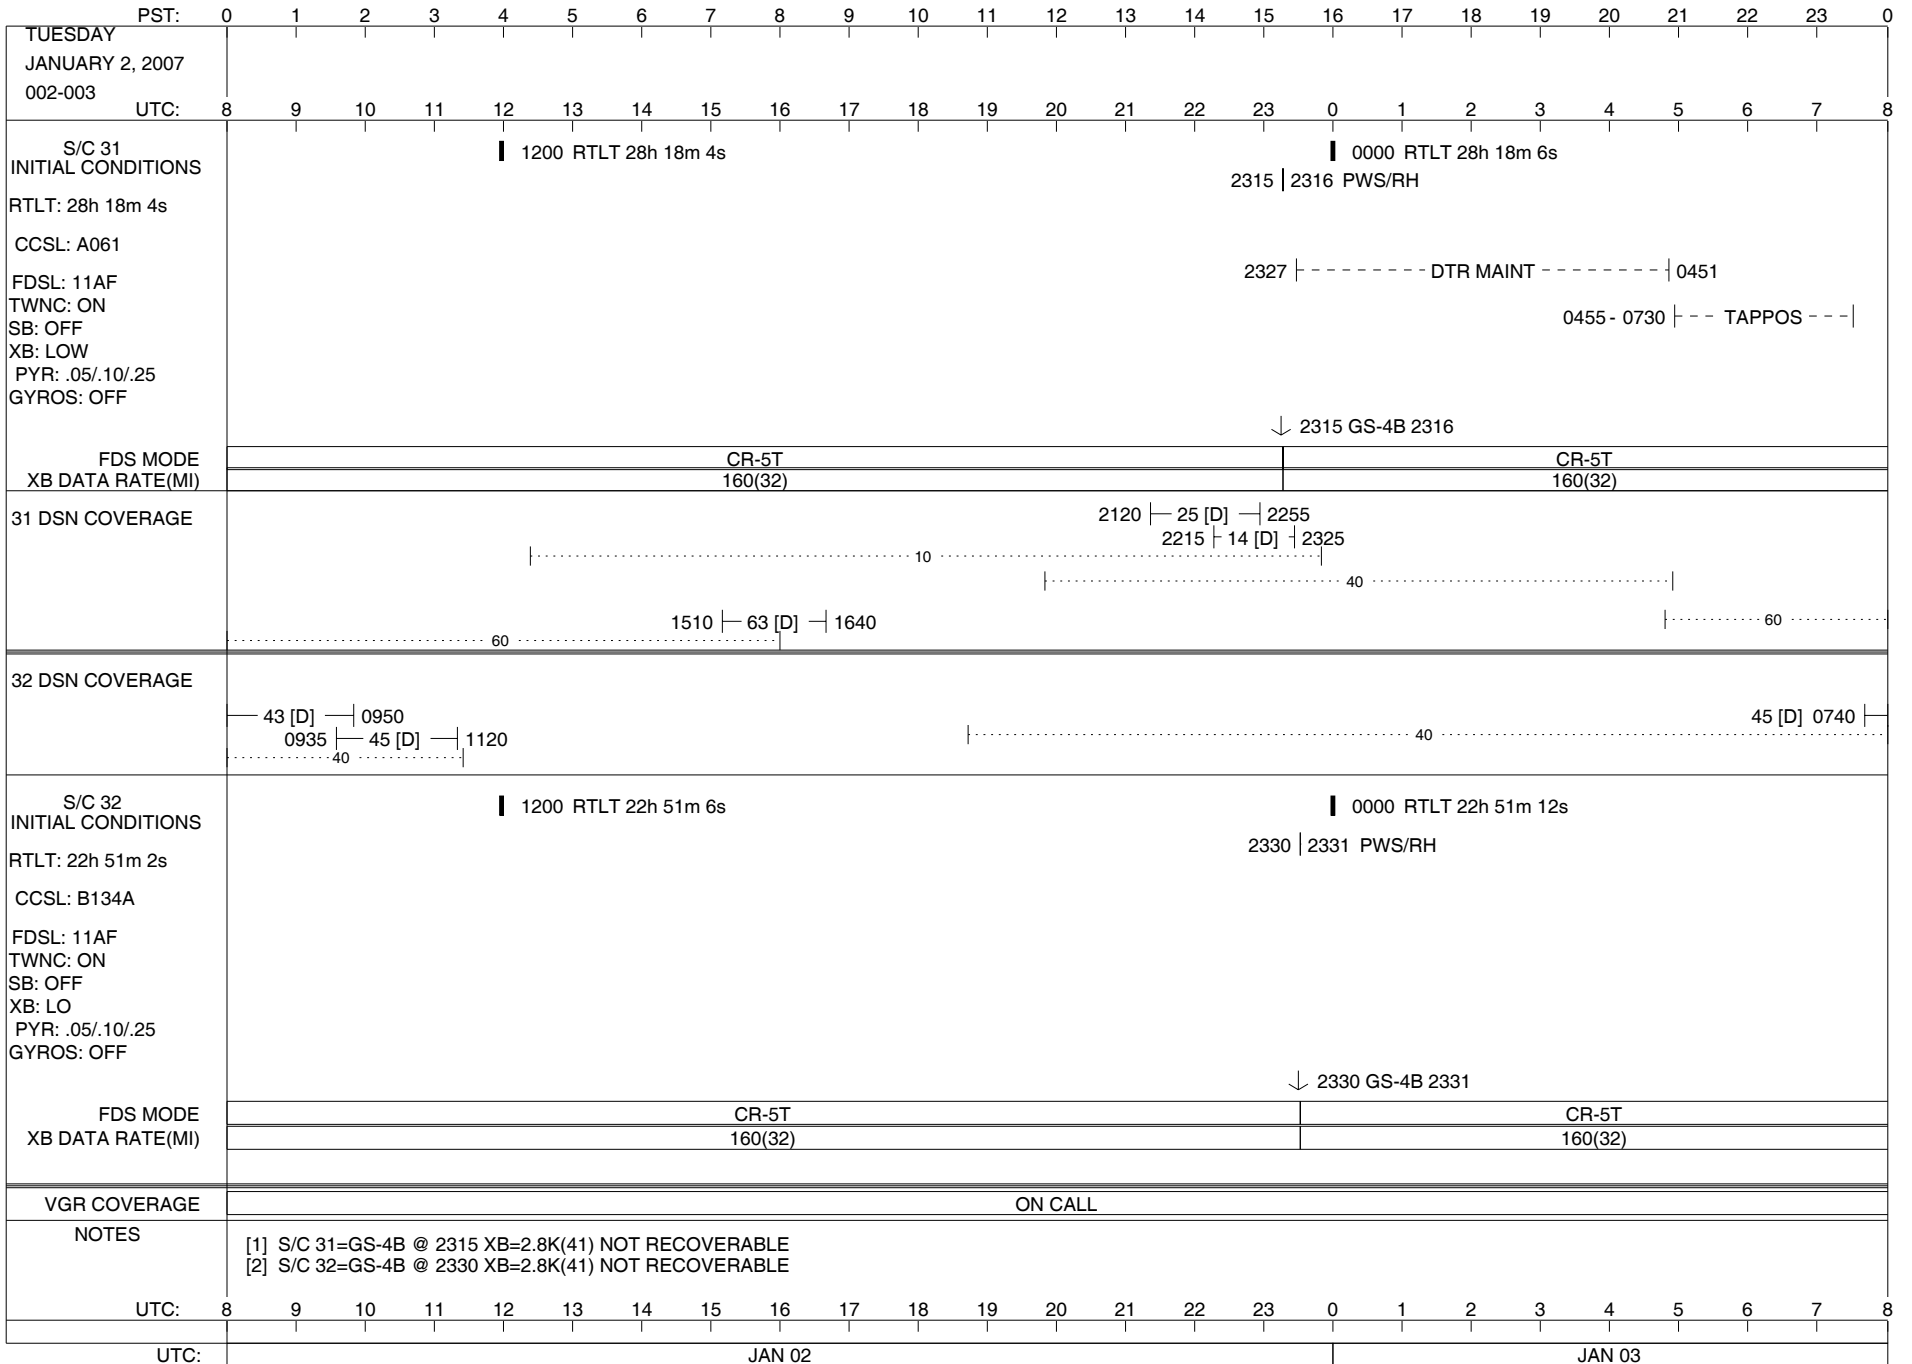 PST: 0 1 2 3 4 5 6 7 8 9 10 11 12 13 14 15 16 17 18 19 20 21 22 23 0
TUESDAY
JANUARY 2, 2007
002-003
UTC: 8 9 10 11 12 13 14 15 16 17 18 19 20 21 22 23 0 1 2 3 4 5 6 7 8
S/C 31
INITIAL CONDITIONS
1200 RTLT 28h 18m 4s
0000 RTLT 28h 18m 6s
2315 2316 PWS/RH
RTLT: 28h 18m 4s
CCSL: A061
2327 DTR MAINT 0451
FDSL: 11AF
TWNC: ON
0455 - 0730 TAPPOS
SB: OFF
XB: LOW
PYR: .05/.10/.25
GYROS: OFF
2315 GS-4B 2316
FDS MODE CR-5T CR-5T
XB DATA RATE(MI) 160(32) 160(32)
31 DSN COVERAGE
2120 25 [D] 2255
2215 14 [D] 2325
10
40
1510 63 [D] 1640
60
60
32 DSN COVERAGE
43 [D] 0950
45 [D] 0740
0935 45 [D] 1120
40
40
S/C 32
INITIAL CONDITIONS
1200 RTLT 22h 51m 6s
0000 RTLT 22h 51m 12s
2330 2331 PWS/RH
RTLT: 22h 51m 2s
CCSL: B134A
FDSL: 11AF
TWNC: ON
SB: OFF
XB: LO
PYR: .05/.10/.25
GYROS: OFF
2330 GS-4B 2331
FDS MODE CR-5T CR-5T
XB DATA RATE(MI) 160(32) 160(32)
VGR COVERAGE ON CALL
NOTES
[1] S/C 31=GS-4B @ 2315 XB=2.8K(41) NOT RECOVERABLE
[2] S/C 32=GS-4B @ 2330 XB=2.8K(41) NOT RECOVERABLE
UTC: 8 9 10 11 12 13 14 15 16 17 18 19 20 21 22 23 0 1 2 3 4 5 6 7 8
UTC: JAN 02 JAN 03